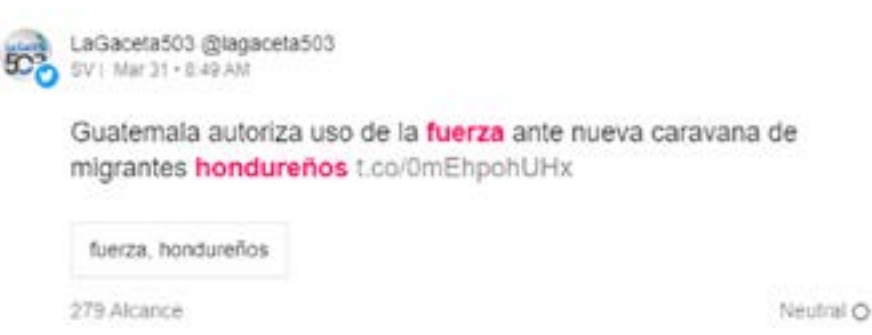 LaGaceta503 @lagaceta503
SV | Mar 31 • 8:49 AM
Guatemala autoriza uso de la fuerza ante nueva caravana de
migrantes hondureños t.co/0mEhpohUHx
fuerza, hondureños
279 Alcance
Neutral